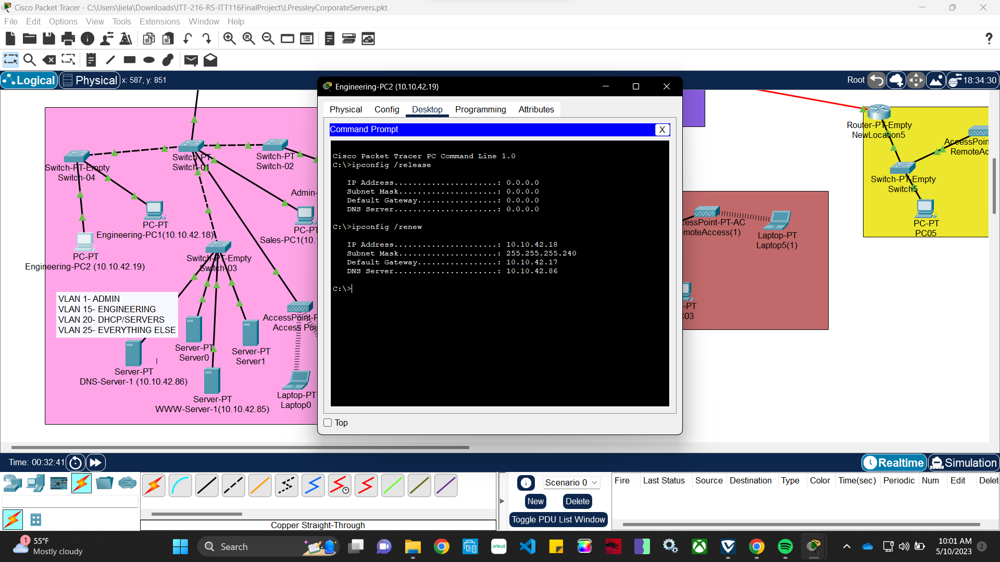 Cisco Packet Tracer - C:\Users\liela\Downloads\ITT-216-RS-ITT116FinalProject\LPressleyCorporateServers.pkt
File Edit Options View Tools Extensions Window Help
?
Logical Physical x: 587, y: 851
Root 18:34:30
Switch-PT-Empty
Switch-04
Switch-PT
Switch-01
Switch-PT
Switch-02
Admin-
PC-PT
Engineering-PC1(10.10.42.18)
PC-PT
Sales-PC1(10.
PC-PT
Engineering-PC2 (10.10.42.19)
Switch-PT-Empty
Switch-03
VLAN 1- ADMIN
VLAN 15- ENGINEERING
VLAN 20- DHCP/SERVERS
VLAN 25- EVERYTHING ELSE
AccessPoint-P
Access Poi
Server-PT
Server0
Server-PT
Server1
Server-PT
DNS-Server-1 (10.10.42.86)
Server-PT
WWW-Server-1(10.10.42.85)
Laptop-PT
Laptop0
Engineering-PC2 (10.10.42.19)
Physical Config Desktop Programming Attributes
Command Prompt
X
Cisco Packet Tracer PC Command Line 1.0
C:\>ipconfig /release
IP Address......................: 0.0.0.0
Subnet Mask.....................: 0.0.0.0
Default Gateway.................: 0.0.0.0
DNS Server......................: 0.0.0.0
C:\>ipconfig /renew
IP Address......................: 10.10.42.18
Subnet Mask.....................: 255.255.255.240
Default Gateway.................: 10.10.42.17
DNS Server......................: 10.10.42.86
C:\>
Top
Router-PT-Empty
NewLocation5
AccessPoin
RemoteAc
Switch-PT-Empty
Switch5
PC-PT
PC05
essPoint-PT-AC
moteAccess(1)
Laptop-PT
Laptop5(1)
-PT
03
Time: 00:32:41
Realtime Simulation
Scenario 0
New Delete
Toggle PDU List Window
Fire Last Status Source Destination Type Color Time(sec) Periodic Num Edit Delet
Copper Straight-Through
1
55°F
Mostly cloudy
Search
cricut
10:01 AM
5/10/2023
2